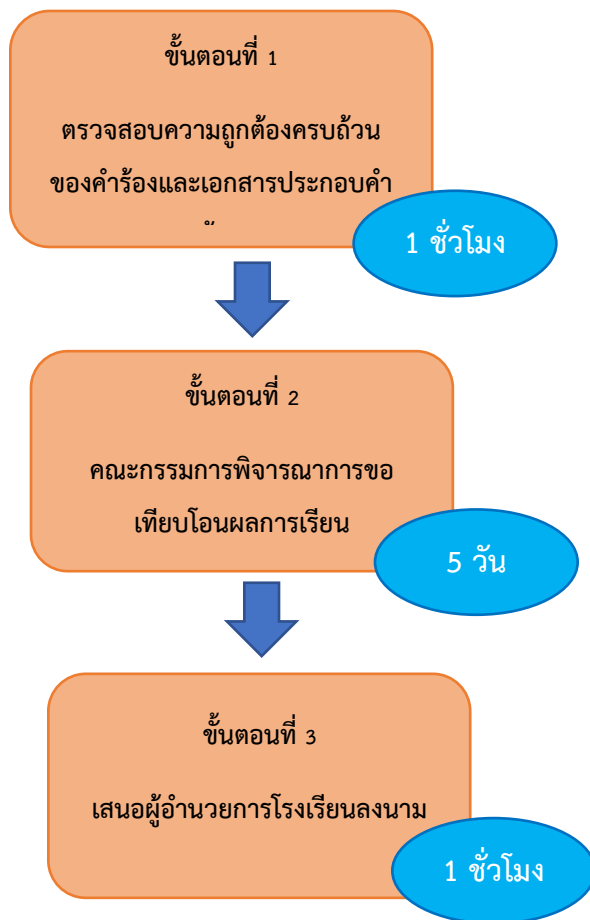 ขั้นตอนที่ 1
ตรวจสอบความถูกต้องครบถ้วน
ของคำร้องและเอกสารประกอบคำ
1 ชั่วโมง
ขั้นตอนที่ 2
คณะกรรมการพิจารณาการขอ
เทียบโอนผลการเรียน
5 วัน
ขั้นตอนที่ 3
เสนอผู้อำนวยการโรงเรียนลงนาม
1 ชั่วโมง